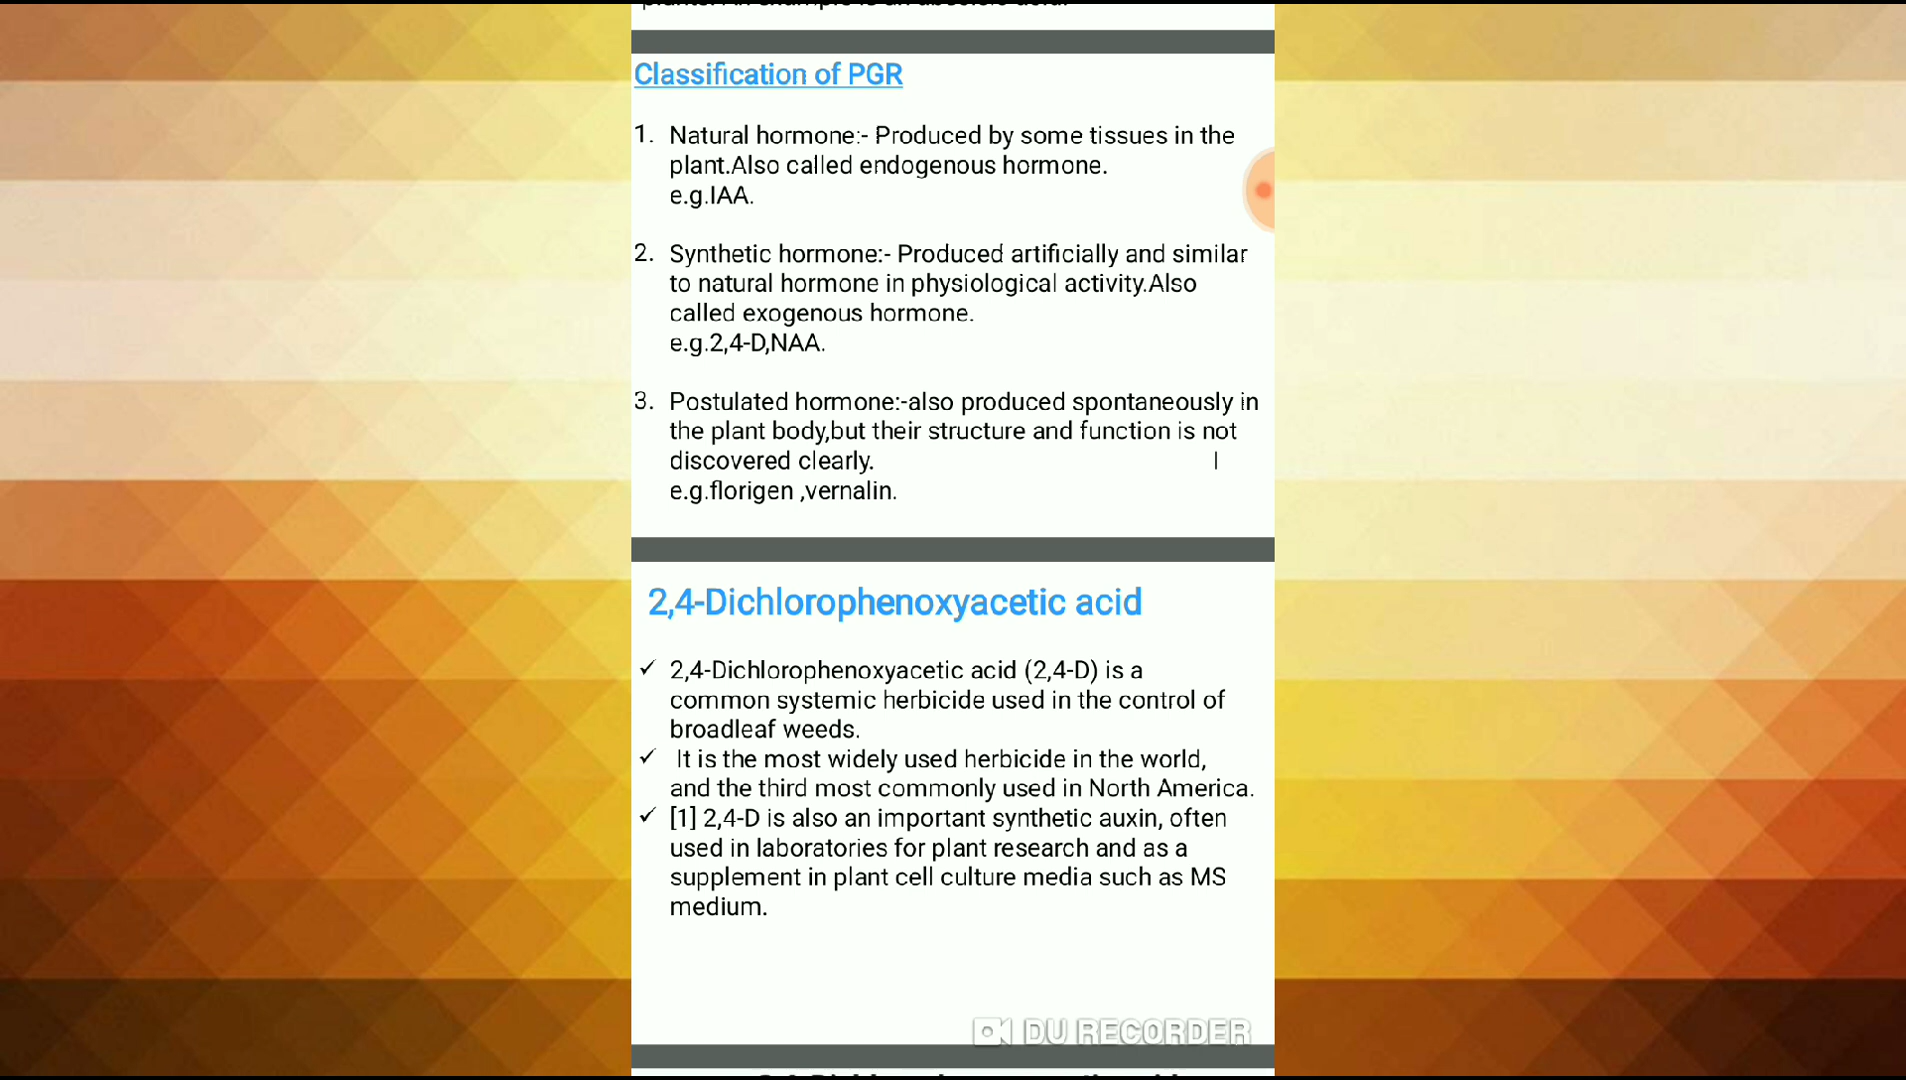 Classification of PGR
1. Natural hormone:- Produced by some tissues in the
plant.Also called endogenous hormone.
e.g.IAA.
2. Synthetic hormone:- Produced artificially and similar
to natural hormone in physiological activity.Also
called exogenous hormone.
e.g.2,4-D,NAA.
3. Postulated hormone:-also produced spontaneously in
the plant body,but their structure and function is not
discovered clearly.
e.g.florigen ,vernalin.
2,4-Dichlorophenoxyacetic acid
✓ 2,4-Dichlorophenoxyacetic acid (2,4-D) is a
common systemic herbicide used in the control of
broadleaf weeds.
✓ It is the most widely used herbicide in the world,
and the third most commonly used in North America.
✓ [1] 2,4-D is also an important synthetic auxin, often
used in laboratories for plant research and as a
supplement in plant cell culture media such as MS
medium.
DU RECORDER